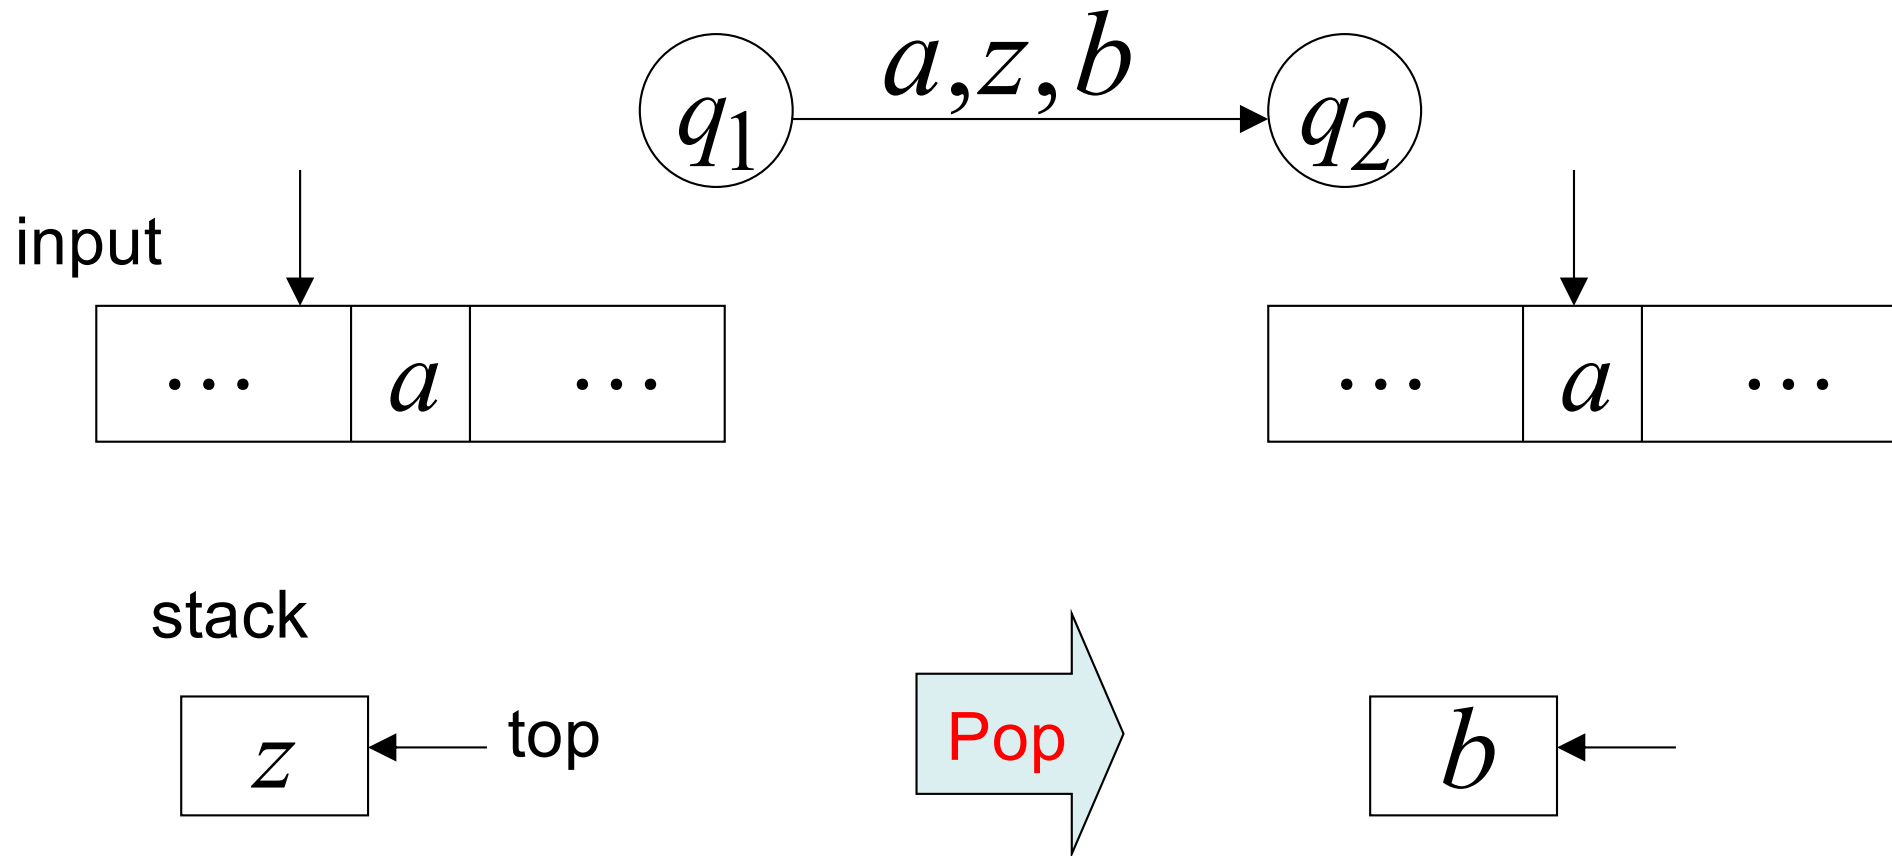 a,z,b
q1
q2
input
... a ...
... a ...
stack
z
top
Pop
b